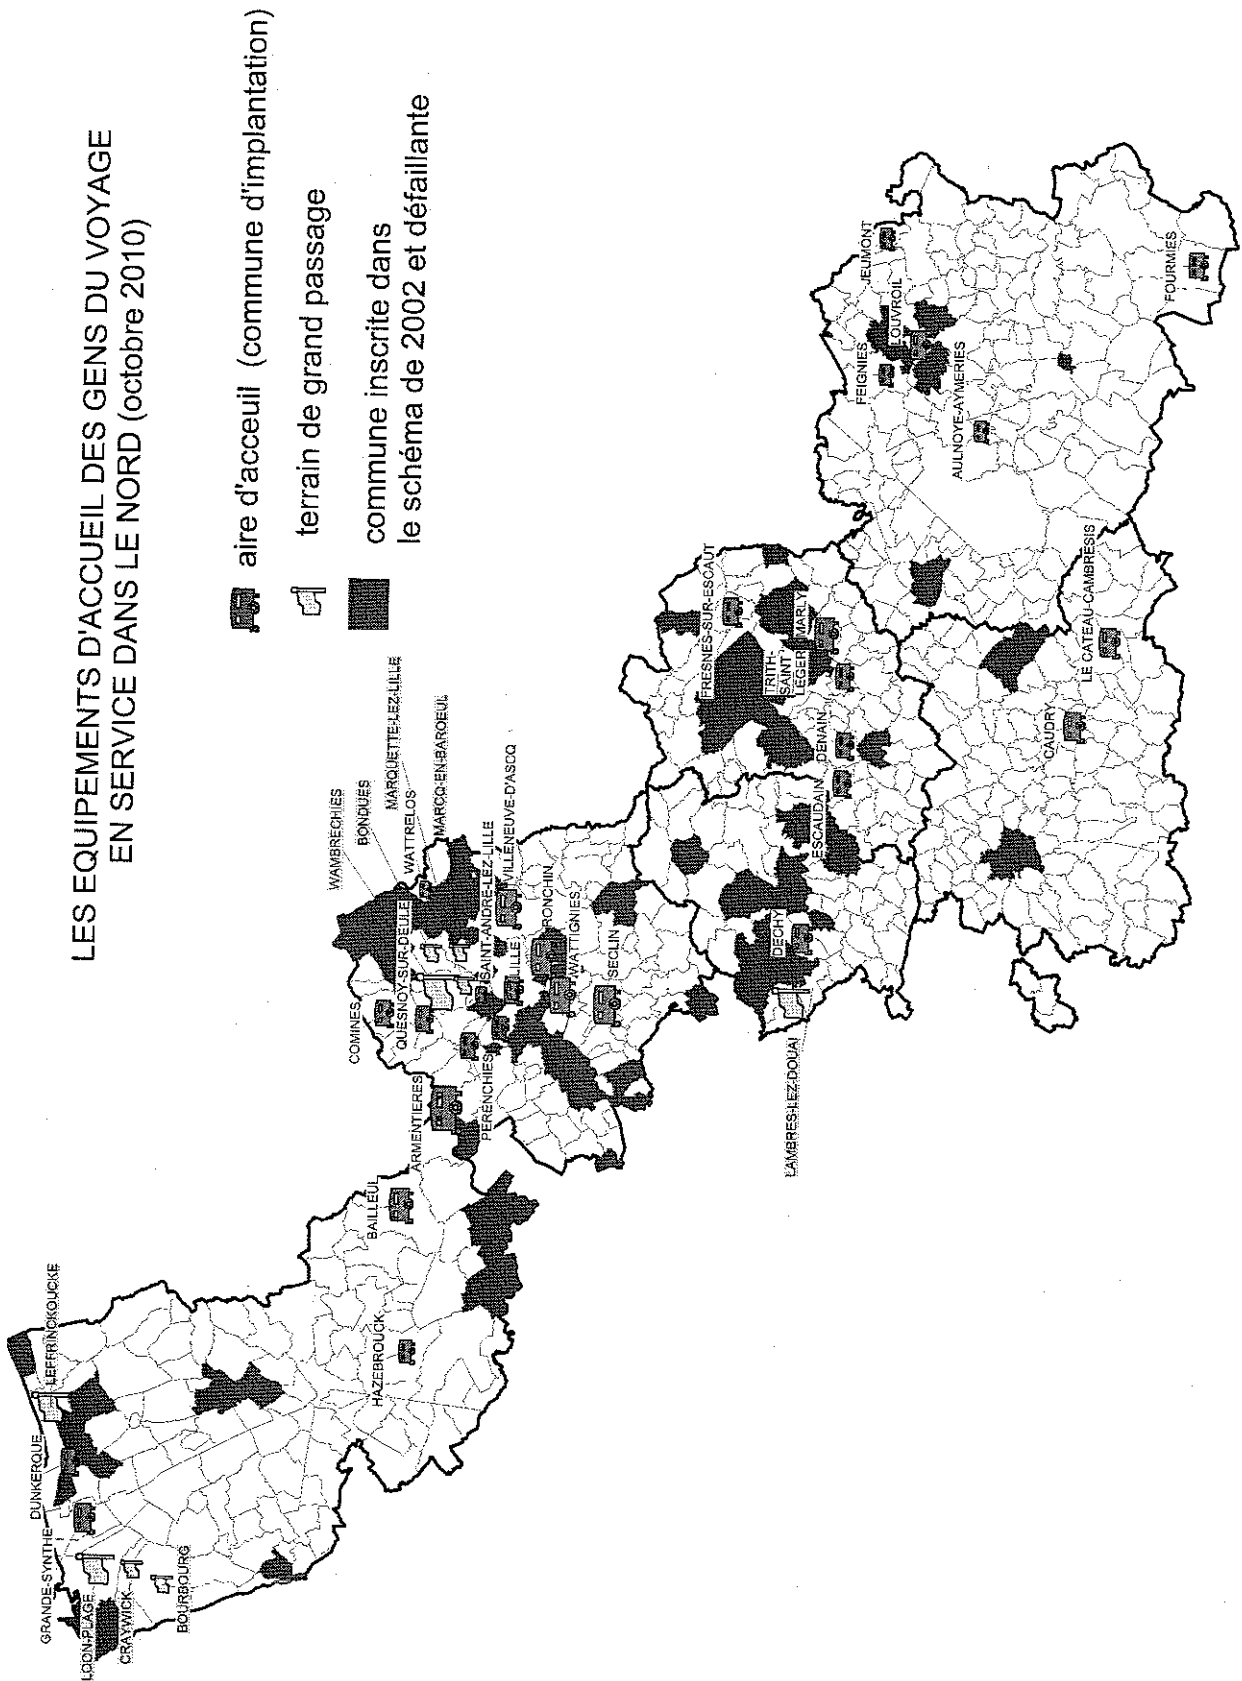 LES EQUIPEMENTS D'ACCUEIL DES GENS DU VOYAGE
EN SERVICE DANS LE NORD (octobre 2010)
aire d'acceuil (commune d'implantation)
terrain de grand passage
commune inscrite dans
le schéma de 2002 et défaillante
GRANDE-SYNTHE
DUNKERQUE
LEFFRINCKOUCKE
LOON-PLAGE
CRAYWICK
BOURBOURG
HAZEBROUCK
BAILLEUL
ARMENTIERES
PERENCHIES
COMINES
QUESNOY-SUR-DEULE
WAMBRECHIES
BONDUES
MARQUETTE-LEZ-LILLE
WATTRELOS
MARCQ-EN-BAROEUL
SAINT-ANDRE-LEZ-LILLE
VILLENEUVE-D'ASCQ
LILLE
RONCHIN
WATTIGNIES
SECLIN
LAMBRES-LEZ-DOUAI
DECHY
ESCAUDAIN
DENAIN
FRESNES-SUR-ESCAUT
TRITH-
SAINT
LEGER
MARLY
CAUDRY
LE CATEAU-CAMBRESIS
FEIGNIES
LOUVROIL
JEUMONT
AULNOYE-AYMERIES
FOURMIES